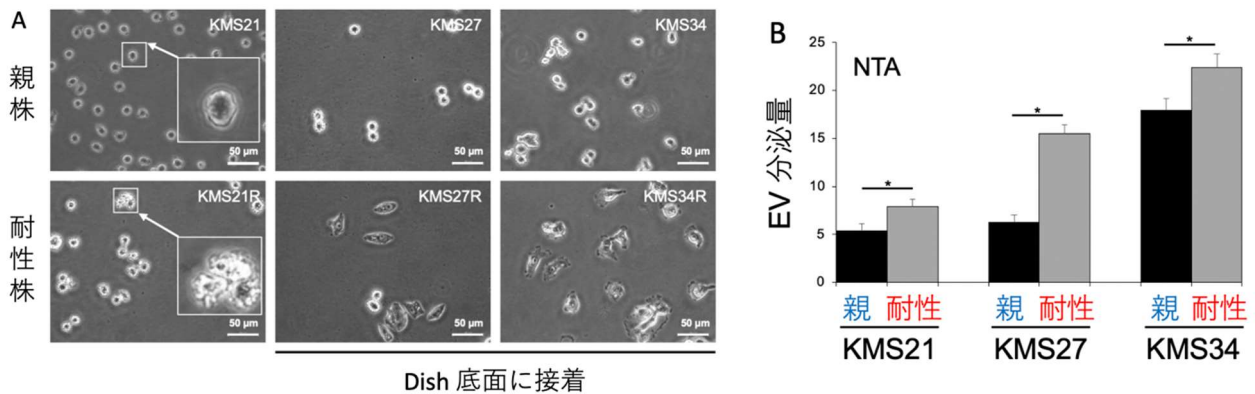 A
親株
KMS21
KMS27
KMS34
50 μm
50 μm
50 μm
耐性株
KMS21R
KMS27R
KMS34R
50 μm
50 μm
50 μm
Dish 底面に接着
B
NTA
EV 分泌量
25
20
15
10
5
0
*
*
*
親 耐性 親 耐性 親 耐性
KMS21 KMS27 KMS34